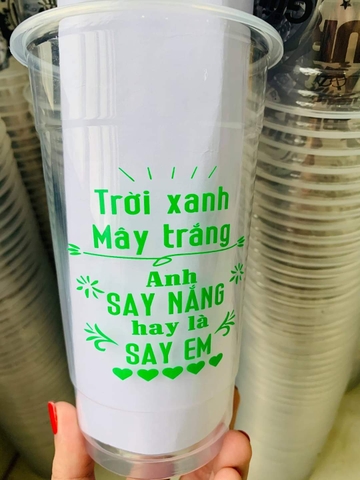 Trời xanh
Mây trắng
Anh
SAY NẮNG
hay là
SAY EM